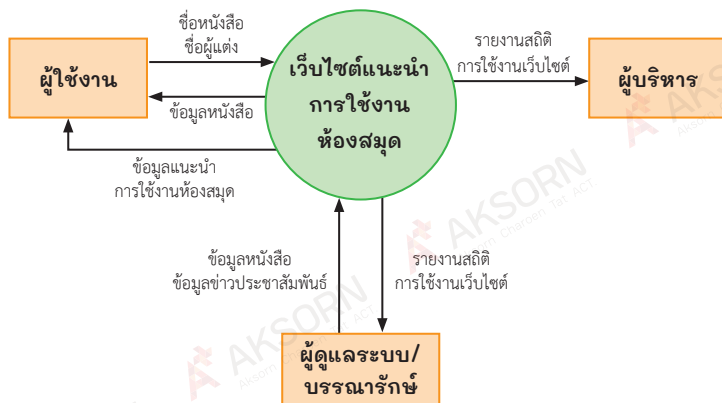 ชื่อหนังสือ
ชื่อผู้แต่ง
ผู้ใช้งาน
ข้อมูลหนังสือ
ข้อมูลแนะนำ
การใช้งานห้องสมุด
เว็บไซต์แนะนำ
การใช้งาน
ห้องสมุด
รายงานสถิติ
การใช้งานเว็บไซต์
ผู้บริหาร
ข้อมูลหนังสือ
ข้อมูลข่าวประชาสัมพันธ์
รายงานสถิติ
การใช้งานเว็บไซต์
ผู้ดูแลระบบ/
บรรณารักษ์
AKSORN
Aksorn Charoen Tat ACT.
AKSORN
Aksorn Charoen Tat ACT.
AKS
Aksorn